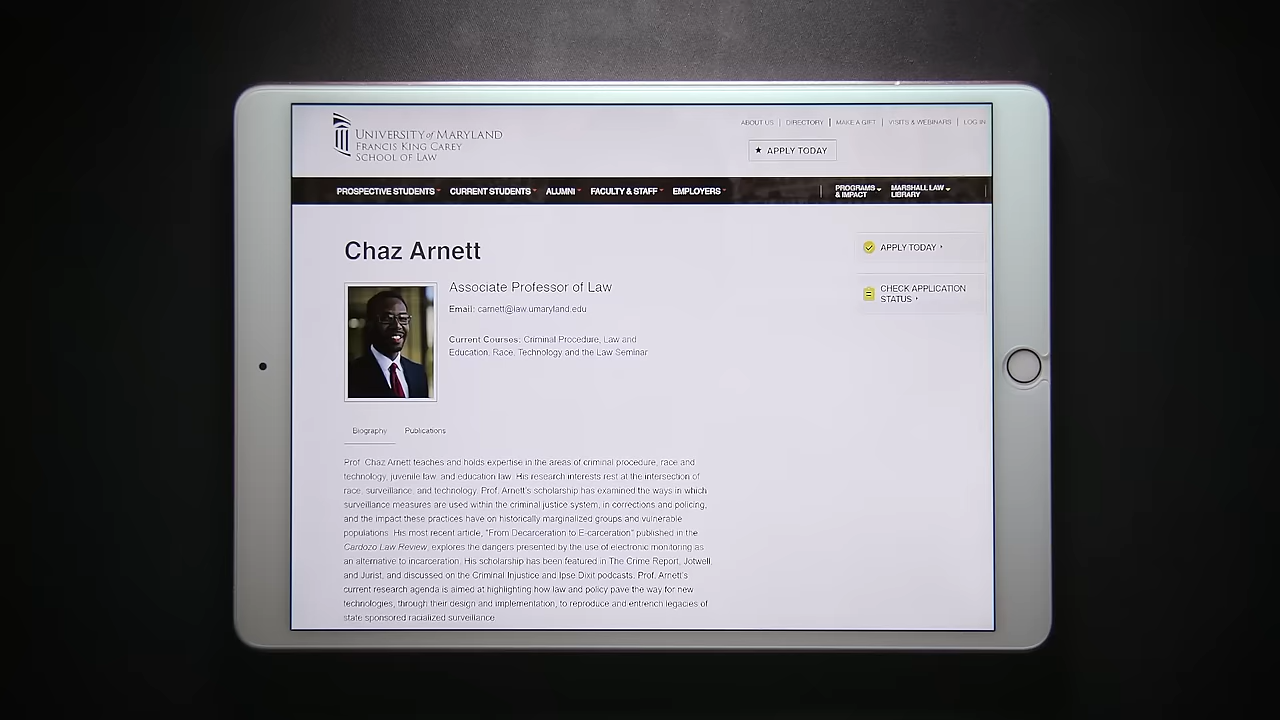 UNIVERSITY of MARYLAND
FRANCIS KING CAREY
SCHOOL OF LAW
ABOUT US | DIRECTORY | MAKE A GIFT | VISITS & WEBINARS | LOG IN
★ APPLY TODAY
PROSPECTIVE STUDENTS CURRENT STUDENTS ALUMNI FACULTY & STAFF EMPLOYERS
PROGRAMS & IMPACT
MARSHALL LAW LIBRARY
Chaz Arnett
Associate Professor of Law
Email: carnett@law.umaryland.edu
Current Courses: Criminal Procedure, Law and
Education, Race, Technology and the Law Seminar
APPLY TODAY
CHECK APPLICATION
STATUS
Biography Publications
Prof. Chaz Arnett teaches and holds expertise in the areas of criminal procedure, race and
technology, juvenile law, and education law. His research interests rest at the intersection of
race, surveillance, and technology. Prof. Arnett's scholarship has examined the ways in which
surveillance measures are used within the criminal justice system, in corrections and policing,
and the impact these practices have on historically marginalized groups and vulnerable
populations. His most recent article, "From Decarceration to E-carceration" published in the
Cardozo Law Review, explores the dangers presented by the use of electronic monitoring as
an alternative to incarceration. His scholarship has been featured in The Crime Report, Jotwell,
and Jurist, and discussed on the Criminal Injustice and Ipse Dixit podcasts. Prof. Arnett's
current research agenda is aimed at highlighting how law and policy pave the way for new
technologies, through their design and implementation, to reproduce and entrench legacies of
state sponsored racialized surveillance